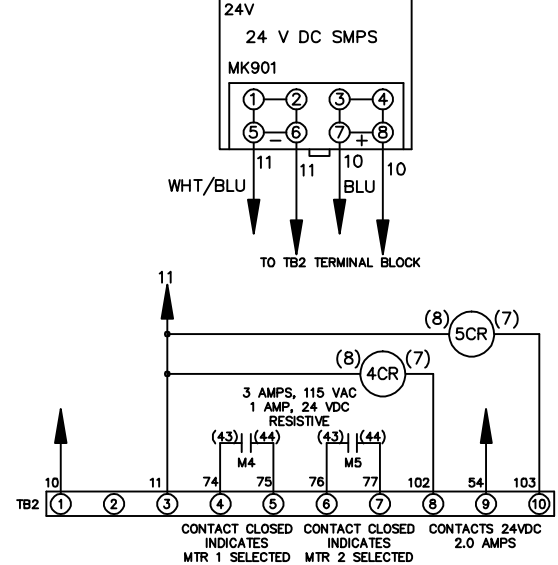 24V
24 V DC SMPS
MK901
1 2 3 4
5 − 6 7 + 8
11 11 10 10
WHT/BLU BLU
TO TB2 TERMINAL BLOCK
11
(8) 5CR (7)
(8) 4CR (7)
3 AMPS, 115 VAC
1 AMP, 24 VDC
RESISTIVE
(43) (44) (43) (44)
M4 M5
10 11 74 75 76 77 102 54 103
TB2 1 2 3 4 5 6 7 8 9 10
CONTACT CLOSED
INDICATES
MTR 1 SELECTED
CONTACT CLOSED
INDICATES
MTR 2 SELECTED
CONTACTS 24VDC
2.0 AMPS